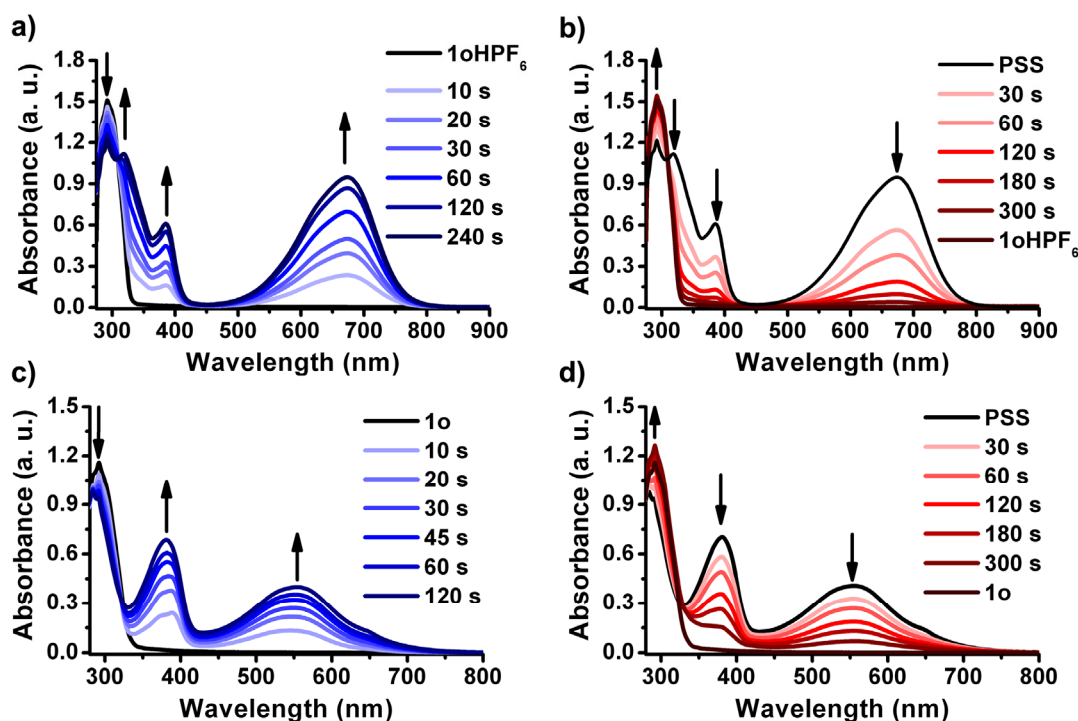 a)
Absorbance (a. u.)
1.8
1.5
1.2
0.9
0.6
0.3
0.0
300 400 500 600 700 800 900
Wavelength (nm)
1oHPF₆
10 s
20 s
30 s
60 s
120 s
240 s
b)
Absorbance (a. u.)
1.8
1.5
1.2
0.9
0.6
0.3
0.0
300 400 500 600 700 800 900
Wavelength (nm)
PSS
30 s
60 s
120 s
180 s
300 s
1oHPF₆
c)
Absorbance (a. u.)
1.5
1.2
0.9
0.6
0.3
0.0
300 400 500 600 700 800
Wavelength (nm)
1o
10 s
20 s
30 s
45 s
60 s
120 s
d)
Absorbance (a. u.)
1.5
1.2
0.9
0.6
0.3
0.0
300 400 500 600 700 800
Wavelength (nm)
PSS
30 s
60 s
120 s
180 s
300 s
1o